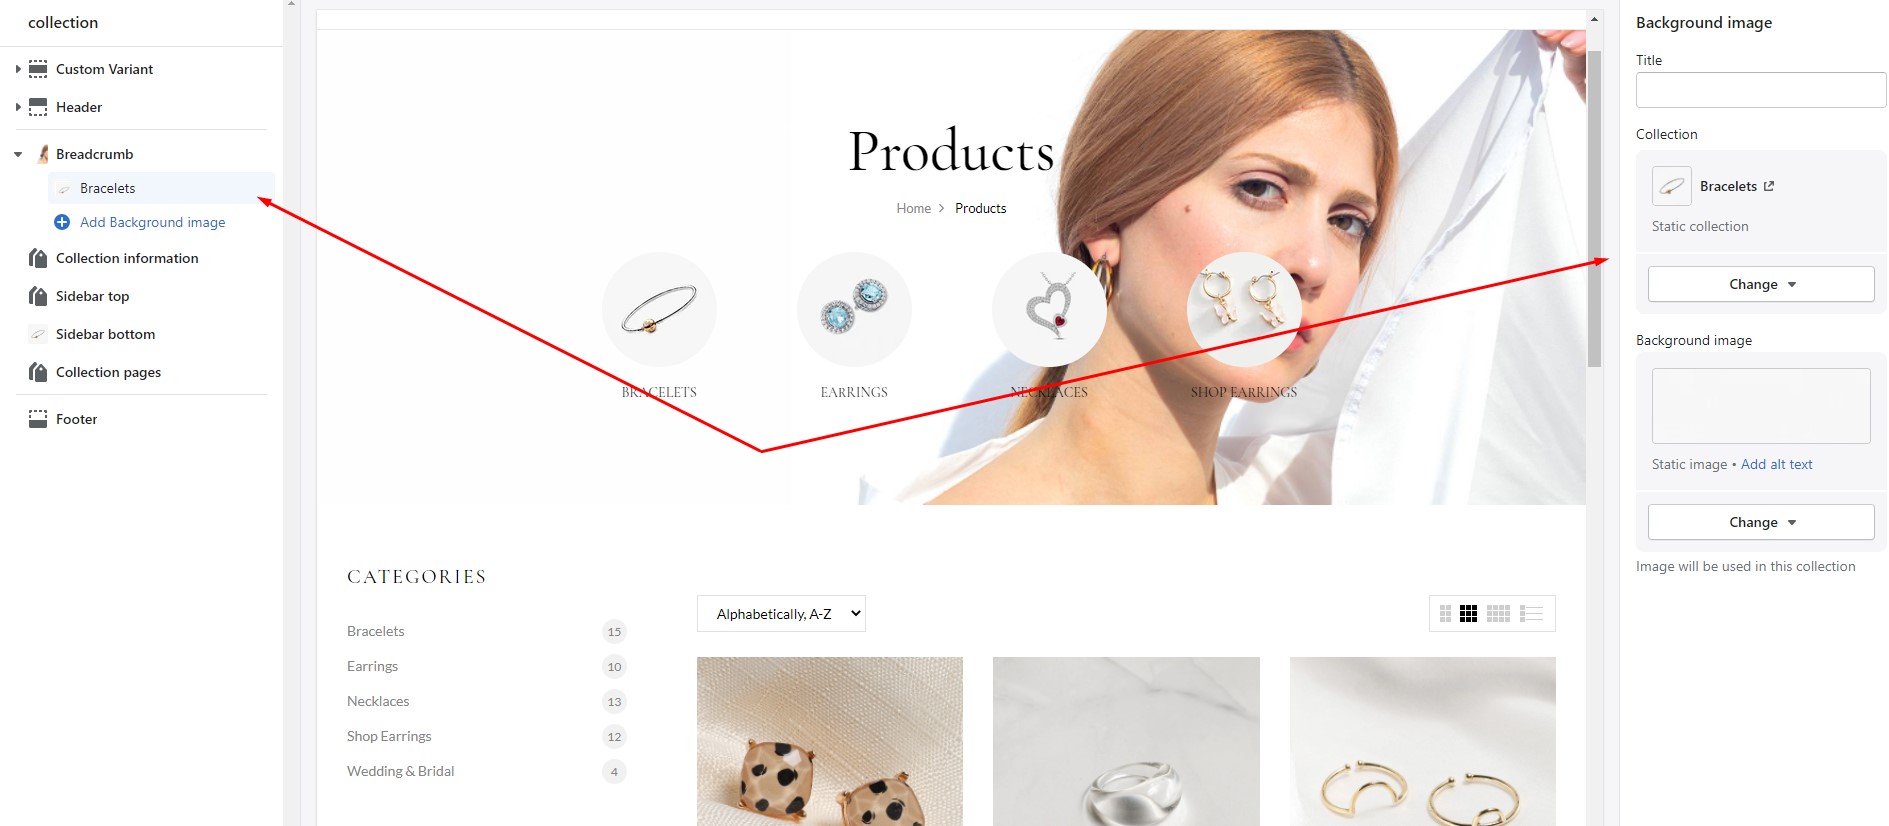 collection
Custom Variant
Header
Breadcrumb
Bracelets
Add Background image
Collection information
Sidebar top
Sidebar bottom
Collection pages
Footer
Products
Home > Products
BRACELETS
EARRINGS
NECKLACES
SHOP EARRINGS
CATEGORIES
Bracelets 15
Earrings 10
Necklaces 13
Shop Earrings 12
Wedding & Bridal 4
Alphabetically, A-Z
Background image
Title
Collection
Bracelets
Static collection
Change
Background image
Static image • Add alt text
Change
Image will be used in this collection